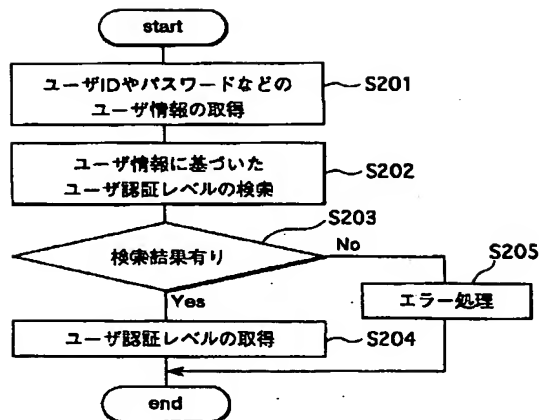 start
ユーザIDやパスワードなどの
ユーザ情報の取得
S201
ユーザ情報に基づいた
ユーザ認証レベルの検索
S202
S203
検索結果有り
No
S205
エラー処理
Yes
ユーザ認証レベルの取得
S204
end